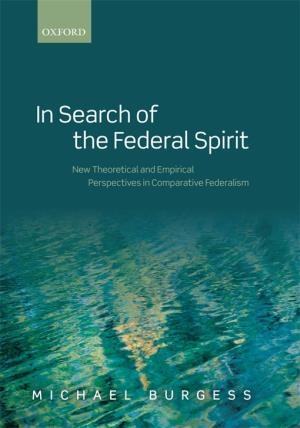 OXFORD
In Search of
the Federal Spirit
New Theoretical and Empirical
Perspectives in Comparative Federalism
MICHAEL BURGESS